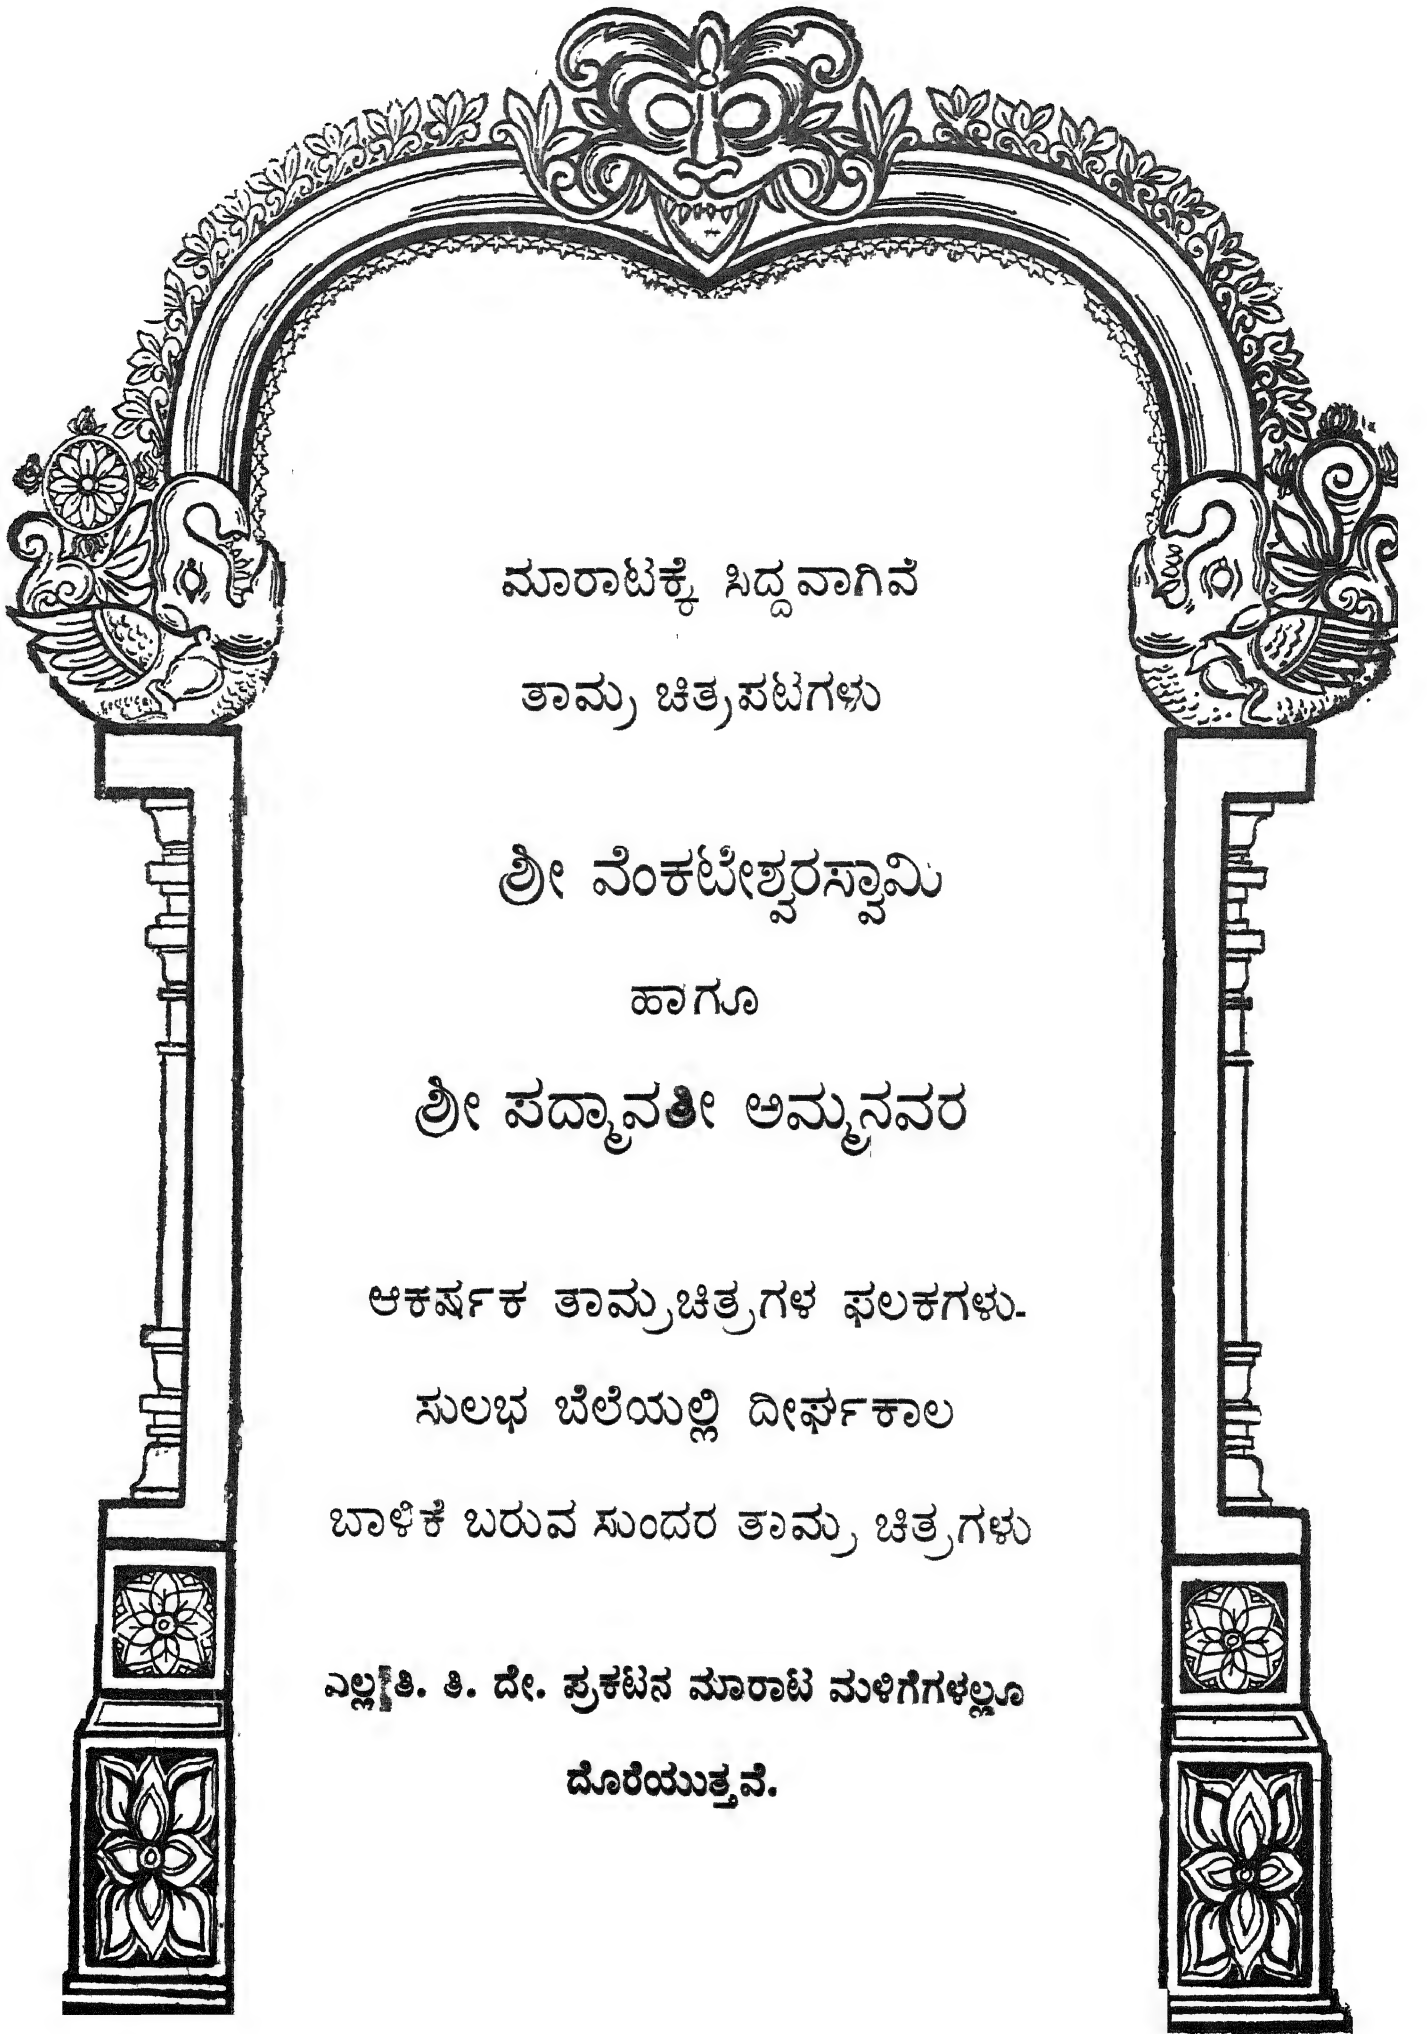 ಮಾರಾಟಕ್ಕೆ ಸಿದ್ದವಾಗಿವೆ
ತಾಮ್ರ ಚಿತ್ರಪಟಗಳು
ಶ್ರೀ ವೆಂಕಟೇಶ್ವರಸ್ವಾಮಿ
ಹಾಗೂ
ಶ್ರೀ ಪದ್ಮಾವತೀ ಅಮ್ಮನವರ
ಆಕರ್ಷಕ ತಾಮ್ರಚಿತ್ರಗಳ ಫಲಕಗಳು-
ಸುಲಭ ಬೆಲೆಯಲ್ಲಿ ದೀರ್ಘಕಾಲ
ಬಾಳಿಕೆ ಬರುವ ಸುಂದರ ತಾಮ್ರ ಚಿತ್ರಗಳು
ಎಲ್ಲ ತಿ. ತಿ. ದೇ. ಪ್ರಕಟನ ಮಾರಾಟ ಮಳಿಗೆಗಳಲ್ಲೂ
ದೊರೆಯುತ್ತವೆ.